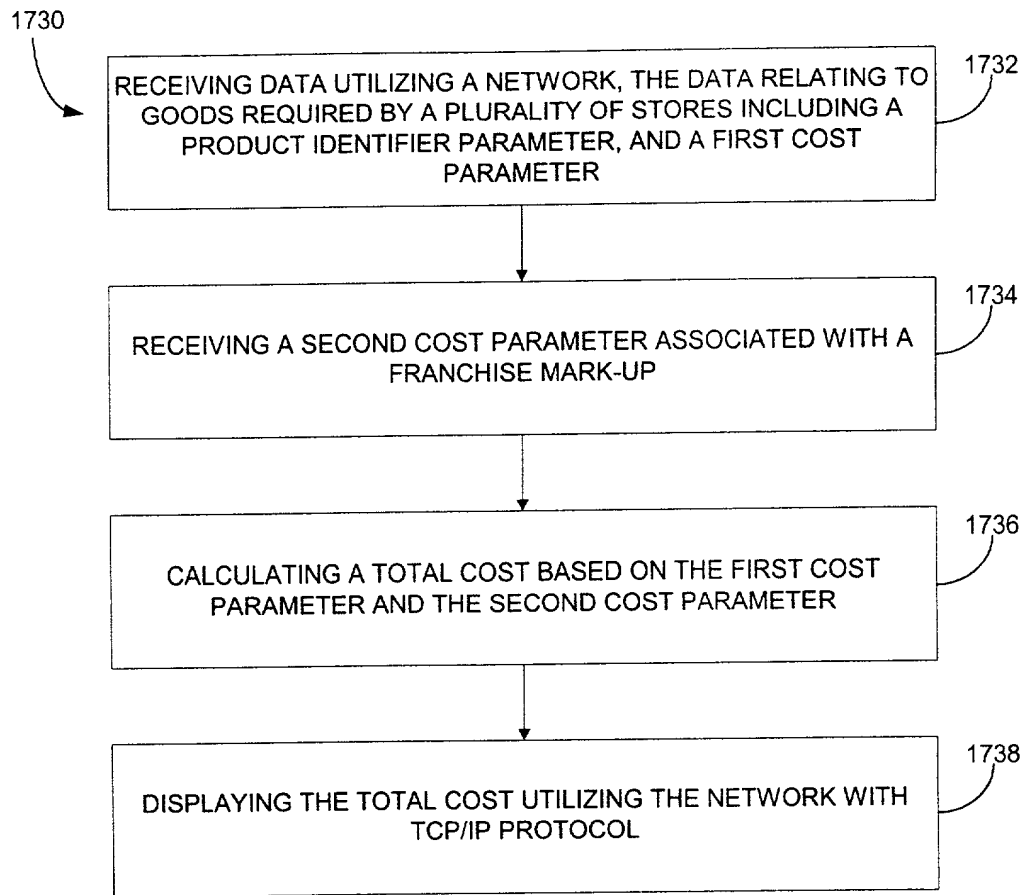 1730
1732
RECEIVING DATA UTILIZING A NETWORK, THE DATA RELATING TO
GOODS REQUIRED BY A PLURALITY OF STORES INCLUDING A
PRODUCT IDENTIFIER PARAMETER, AND A FIRST COST
PARAMETER
1734
RECEIVING A SECOND COST PARAMETER ASSOCIATED WITH A
FRANCHISE MARK-UP
1736
CALCULATING A TOTAL COST BASED ON THE FIRST COST
PARAMETER AND THE SECOND COST PARAMETER
1738
DISPLAYING THE TOTAL COST UTILIZING THE NETWORK WITH
TCP/IP PROTOCOL